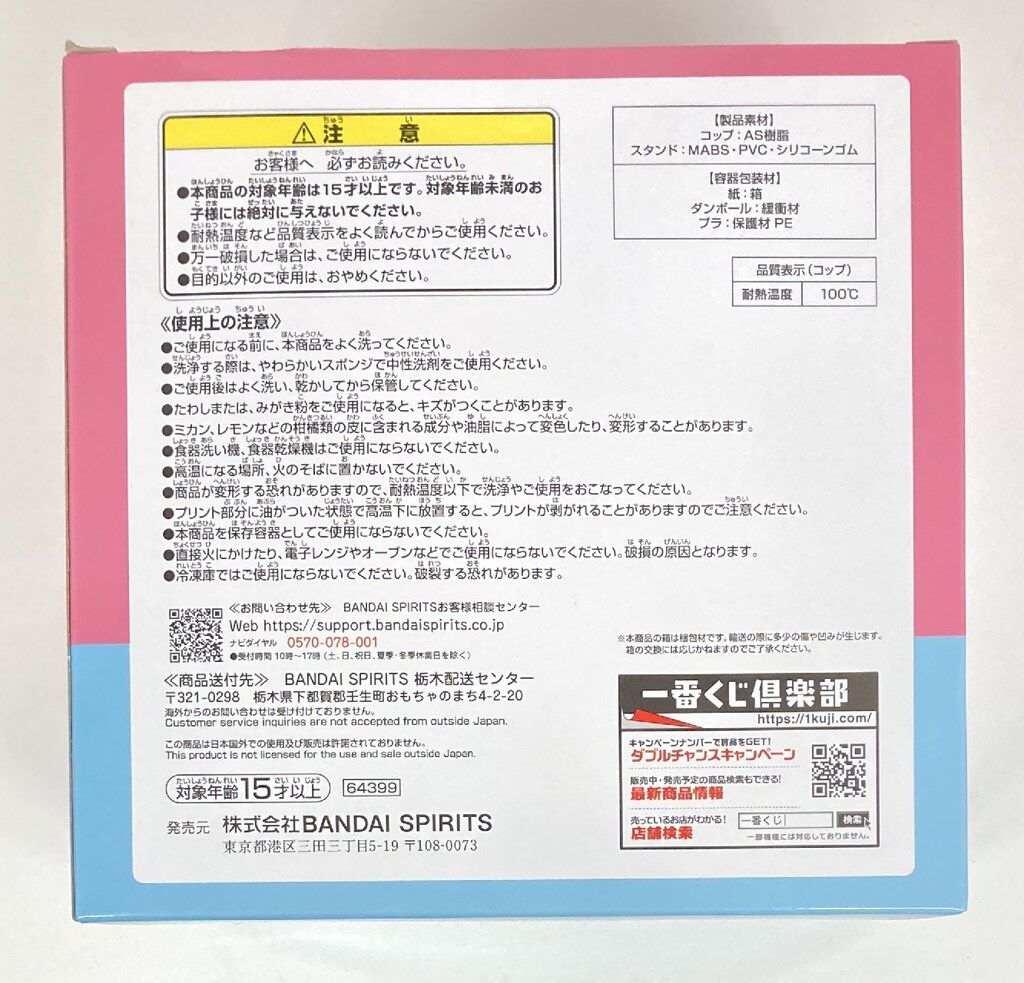 ⚠注意
お客様へ 必ずお読みください。
●本商品の対象年齢は15才以上です。対象年齢未満のお
子様には絶対に与えないでください。
●耐熱温度など品質表示をよく読んでからご使用ください。
●万一破損した場合は、ご使用にならないでください。
●目的以外のご使用は、おやめください。
【製品素材】
コップ:AS樹脂
スタンド:MABS・PVC・シリコーンゴム
【容器包装材】
紙:箱
ダンボール:緩衝材
プラ:保護材 PE
品質表示(コップ)
耐熱温度 100℃
《使用上の注意》
●ご使用になる前に、本商品をよく洗ってください。
●洗浄する際は、やわらかいスポンジで中性洗剤をご使用ください。
●ご使用後はよく洗い、乾かしてから保管してください。
●たわしまたは、みがき粉をご使用になると、キズがつくことがあります。
●ミカン、レモンなどの柑橘類の皮に含まれる成分や油脂によって変色したり、変形することがあります。
●食器洗い機、食器乾燥機はご使用にならないでください。
●高温になる場所、火のそばに置かないでください。
●商品が変形する恐れがありますので、耐熱温度以下で洗浄やご使用をおこなってください。
●プリント部分に油がついた状態で高温下に放置すると、プリントが剥がれることがありますのでご注意ください。
●本商品を保存容器としてご使用にならないでください。
●直接火にかけたり、電子レンジやオーブンなどでご使用にならないでください。破損の原因となります。
●冷凍庫ではご使用にならないでください。破裂する恐れがあります。
≪お問い合わせ先≫ BANDAI SPIRITSお客様相談センター
Web https://support.bandaispirits.co.jp
ナビダイヤル 0570-078-001
●受付時間 10時~17時 (土、日、祝日、夏季・冬季休業日を除く)
≪商品送付先≫ BANDAI SPIRITS 栃木配送センター
〒321-0298 栃木県下都賀郡壬生町おもちゃのまち4-2-20
海外からのお問い合わせは受け付けておりません。
Customer service inquiries are not accepted from outside Japan.
この商品は日本国外での使用及び販売は許諾されておりません。
This product is not licensed for the use and sale outside Japan.
対象年齢15才以上 64399
発売元 株式会社BANDAI SPIRITS
東京都港区三田三丁目5-19 〒108-0073
※本商品の箱は梱包材です。輸送の際に多少の傷や凹みが生じます。
箱の交換には応じかねますのでご了承ください。
一番くじ倶楽部
https://1kuji.com/
キャンペーンナンバーで賞品をGET!
ダブルチャンスキャンペーン
販売中・発売予定の商品検索もできる!
最新商品情報
売っているお店がわかる!
店舗検索
一番くじ 検索
一部機種には対応しておりません。